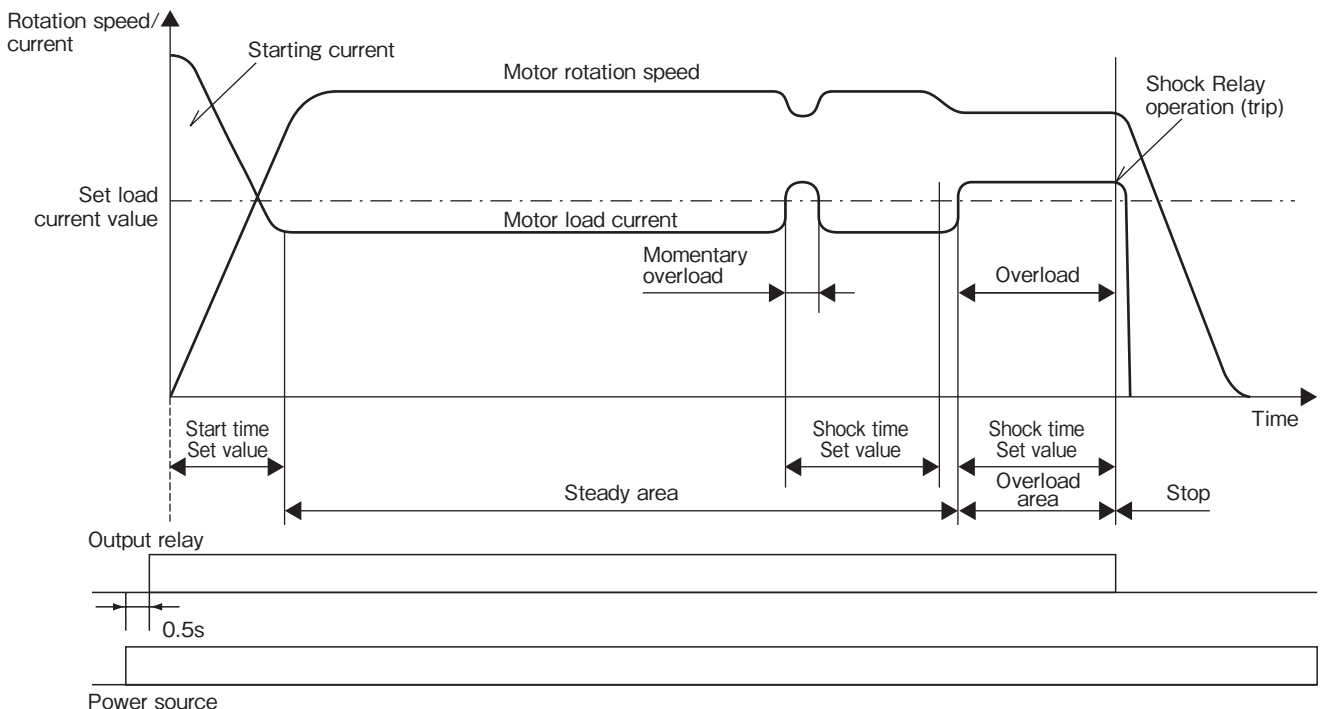 Rotation speed/
current
Starting current
Motor rotation speed
Shock Relay
operation (trip)
Set load
current value
Motor load current
Momentary
overload
Overload
Time
Start time
Set value
Shock time
Set value
Shock time
Set value
Steady area
Overload
area
Stop
Output relay
0.5s
Power source